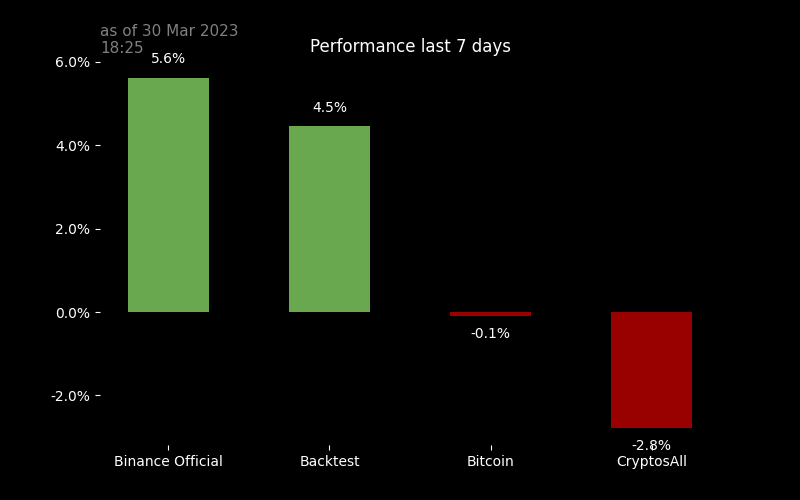 as of 30 Mar 2023
18:25
Performance last 7 days
6.0%
5.6%
4.5%
4.0%
2.0%
0.0%
-0.1%
-2.0%
-2.8%
Binance Official
Backtest
Bitcoin
CryptosAll